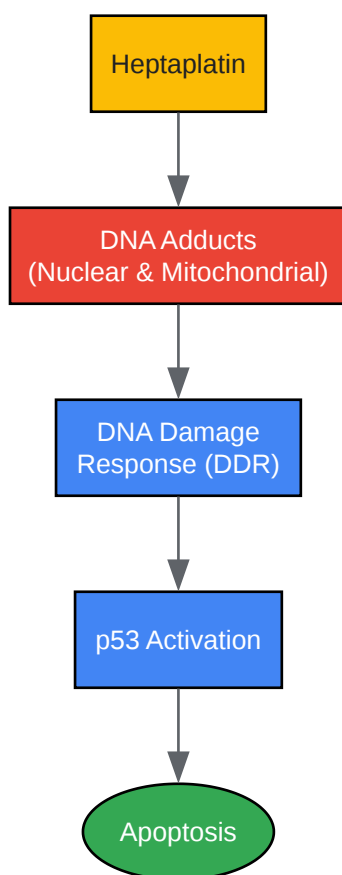 Heptaplatin
DNA Adducts
(Nuclear & Mitochondrial)
DNA Damage
Response (DDR)
p53 Activation
Apoptosis